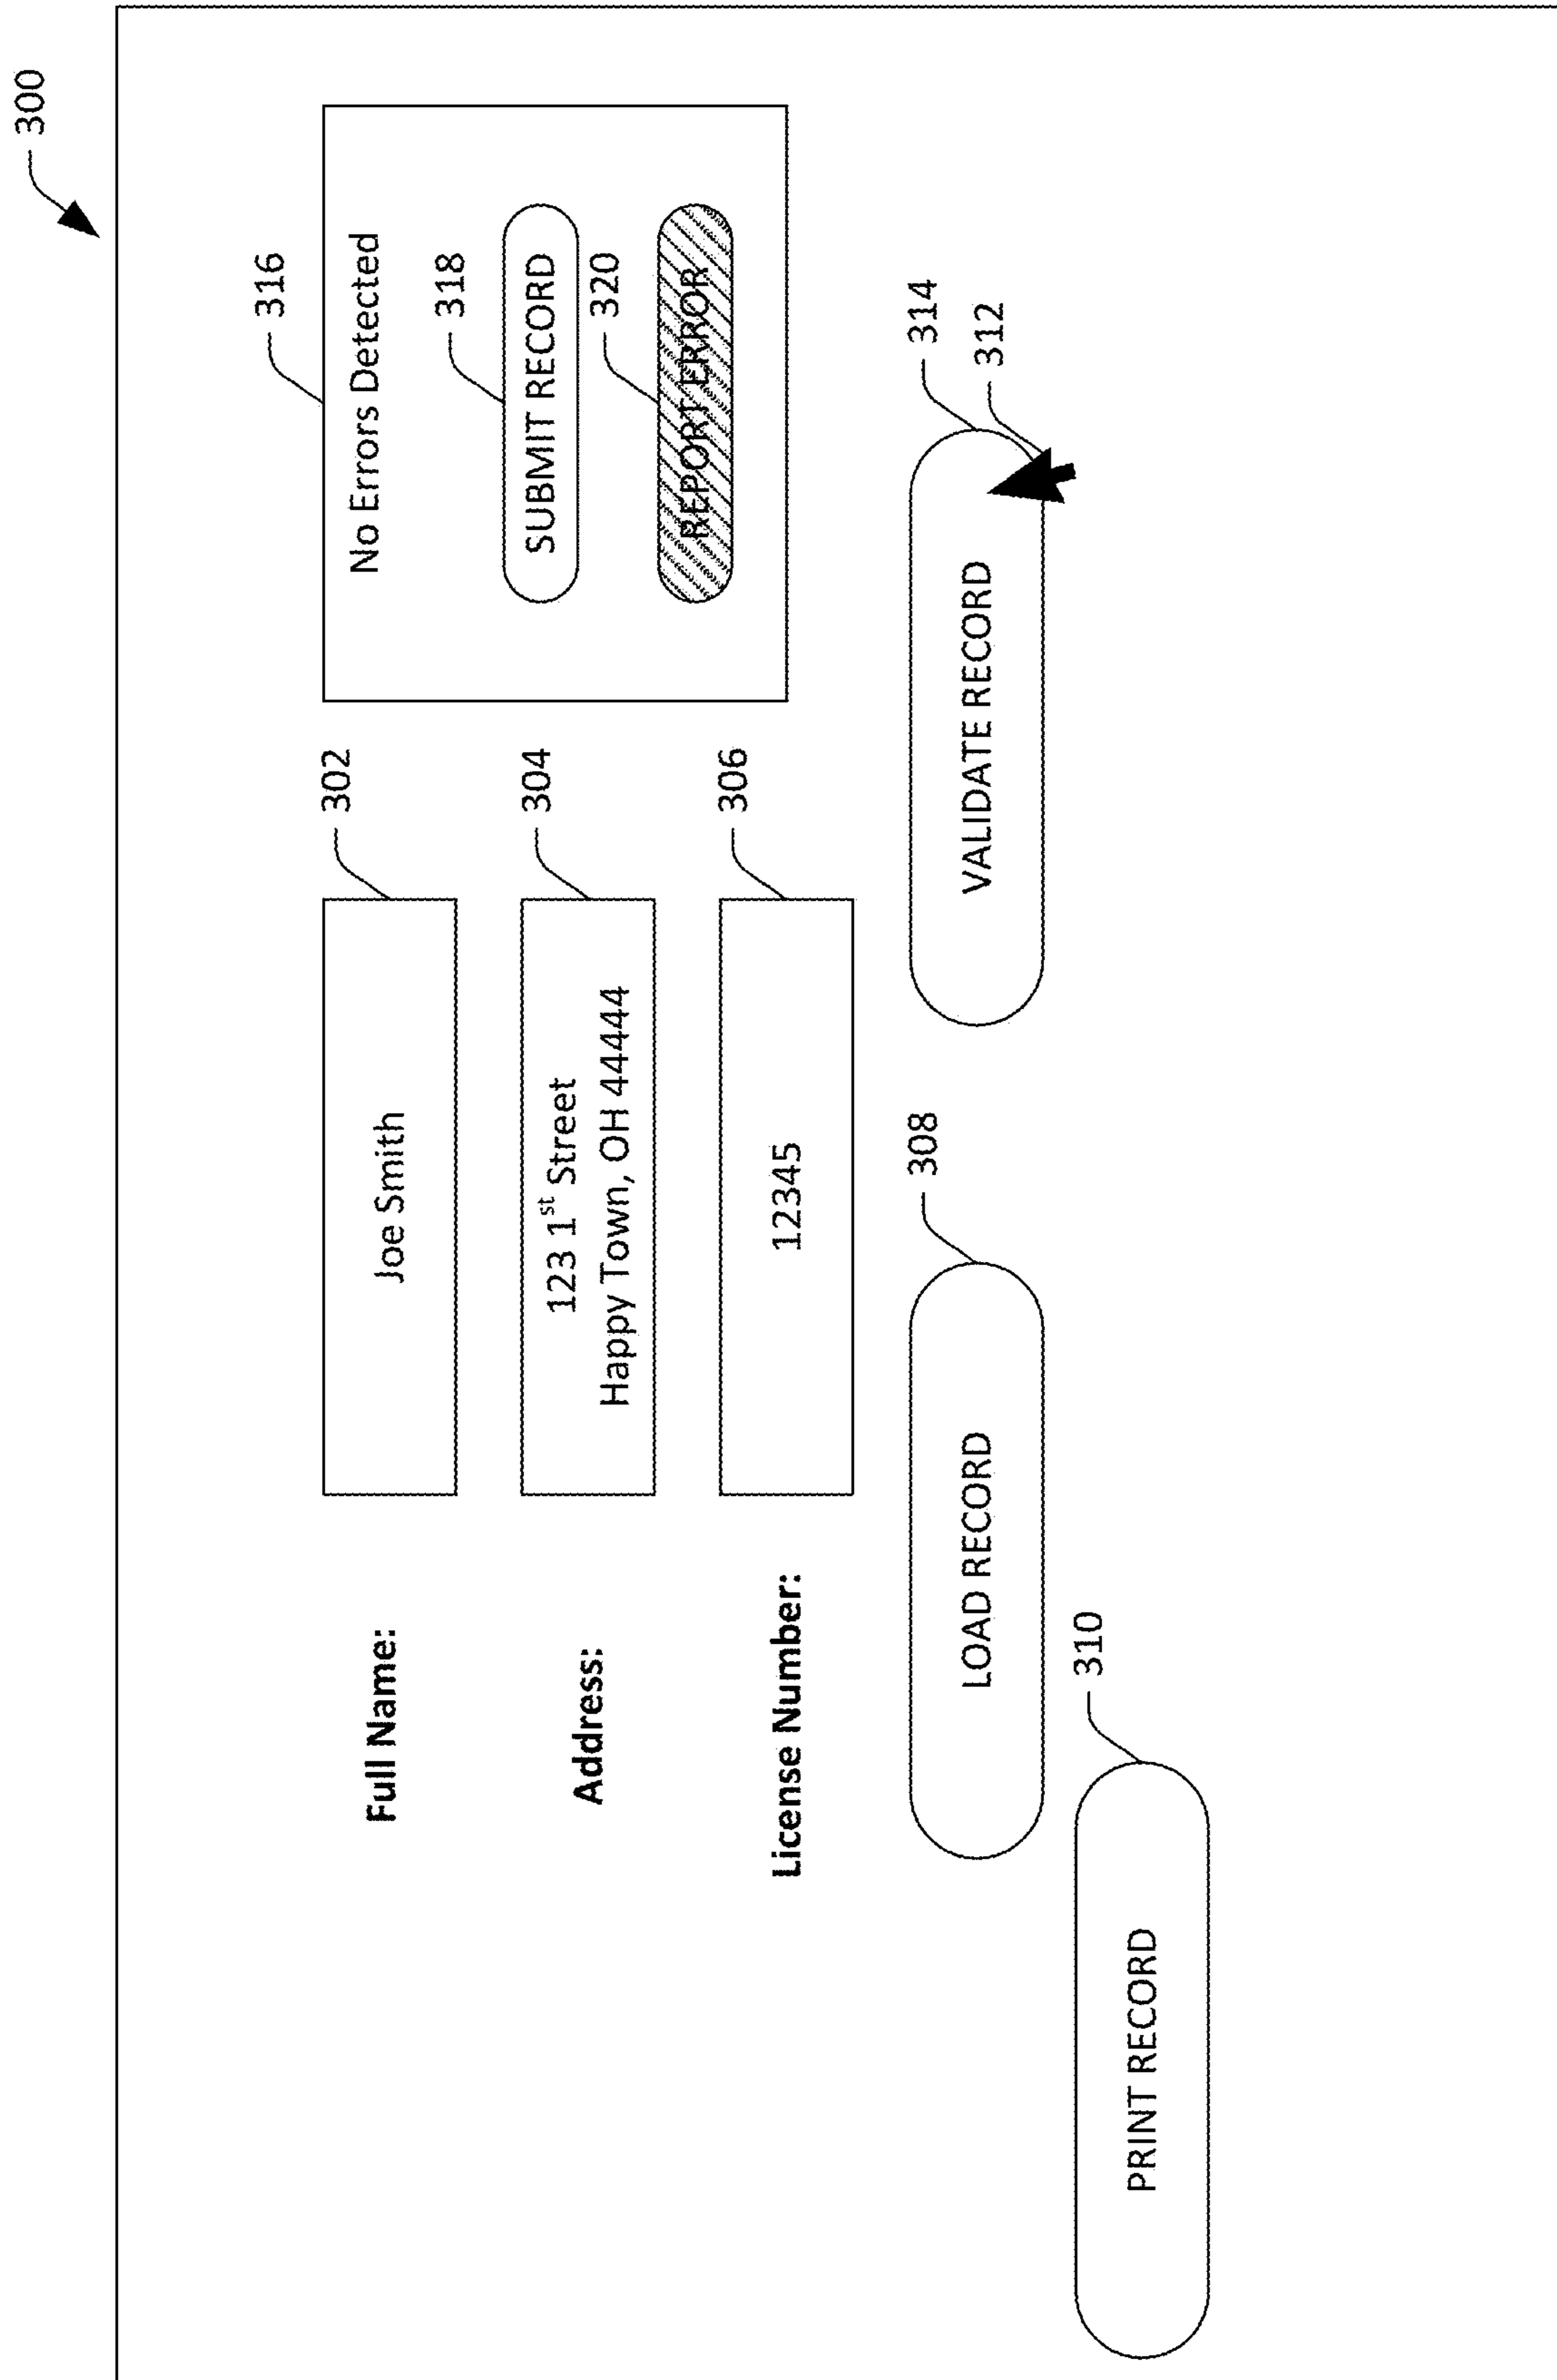 300
316
No Errors Detected
318
SUBMIT RECORD
320
REPORT ERROR
Full Name:
Joe Smith
302
Address:
123 1st Street
Happy Town, OH 44444
304
License Number:
12345
306
LOAD RECORD
308
VALIDATE RECORD
314
312
PRINT RECORD
310